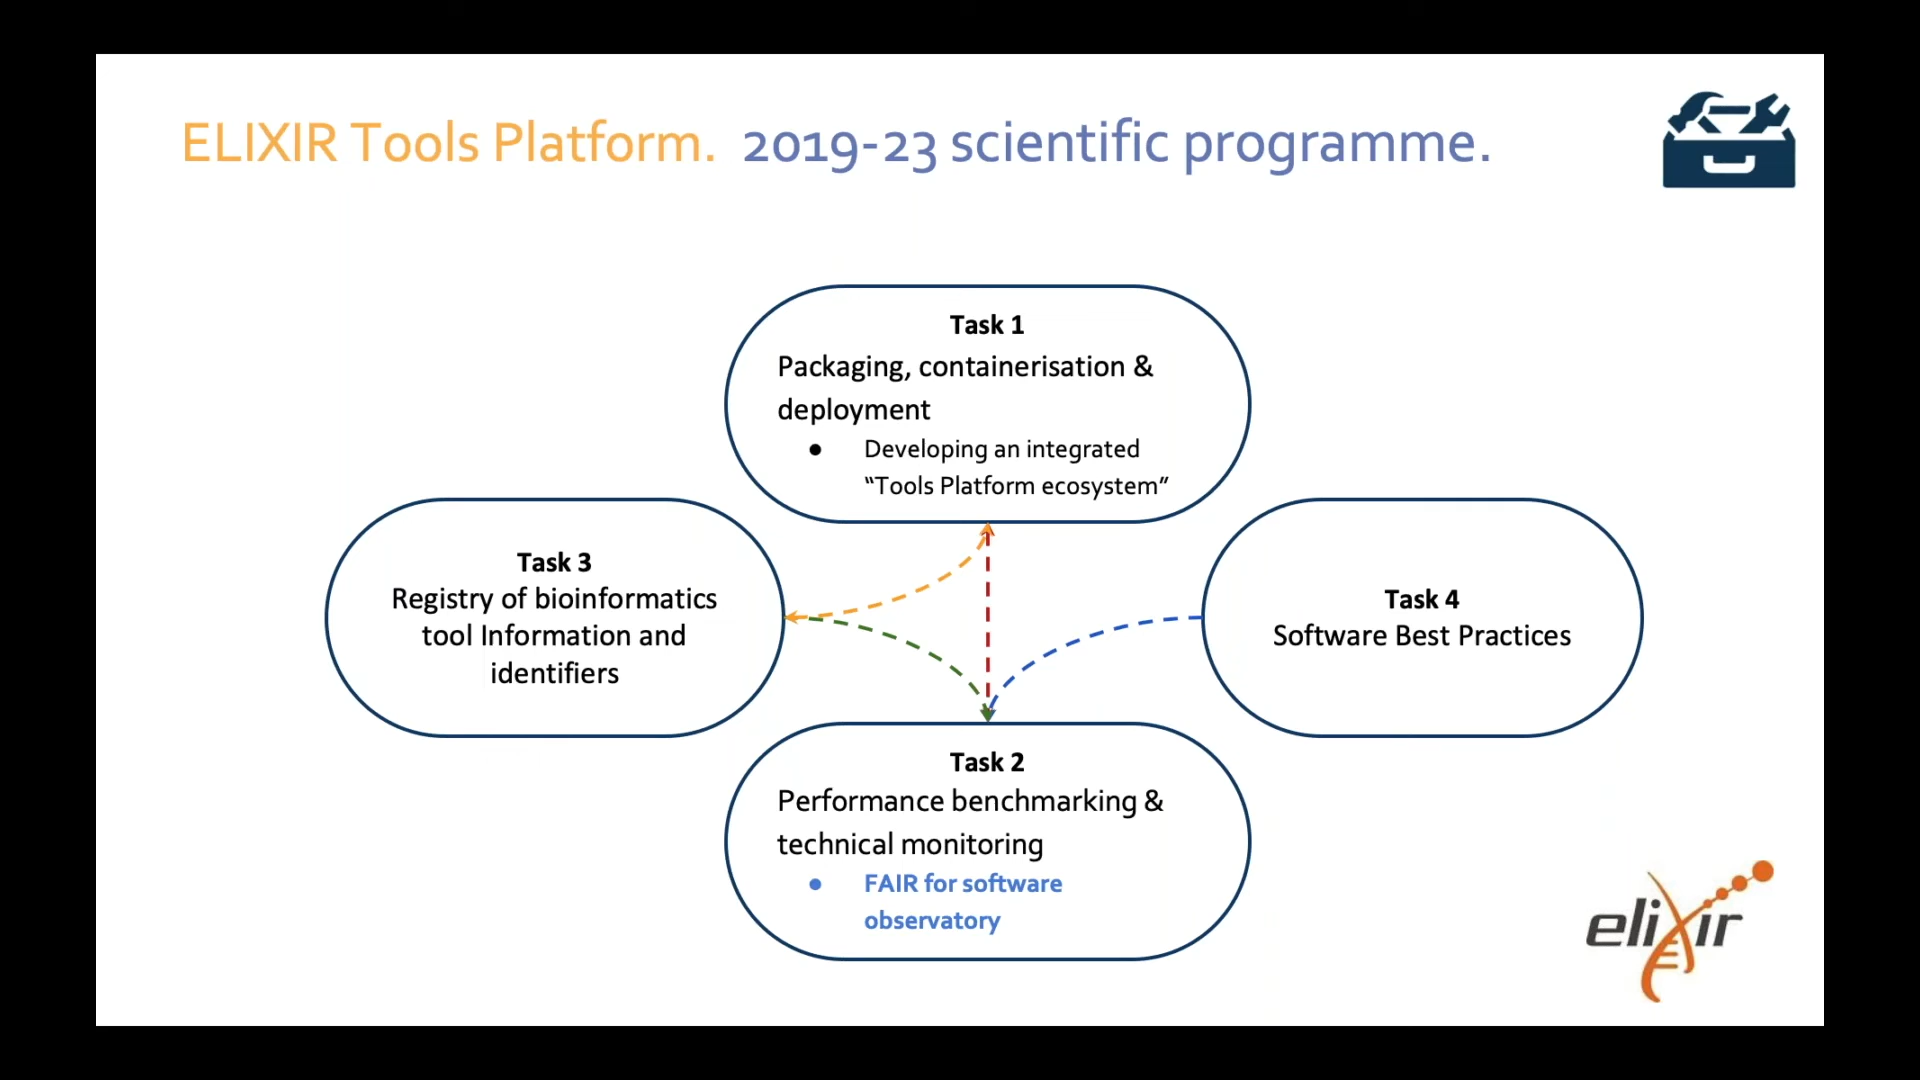 ELIXIR Tools Platform. 2019-23 scientific programme.
Task 1
Packaging, containerisation &
deployment
● Developing an integrated
“Tools Platform ecosystem”
Task 3
Registry of bioinformatics
tool Information and
identifiers
Task 4
Software Best Practices
Task 2
Performance benchmarking &
technical monitoring
● FAIR for software
observatory
elixir